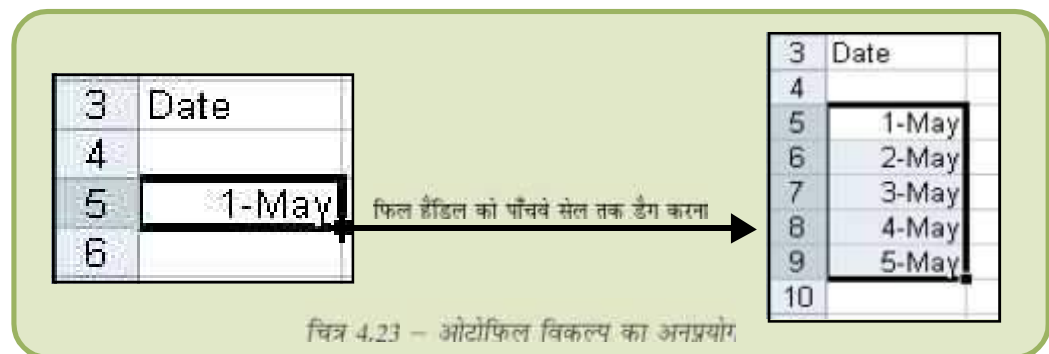 3 Date
4
5 1-May
6
फिल हैंडिल को पाँचवे सेल तक डैग करना
3 Date
4
5 1-May
6 2-May
7 3-May
8 4-May
9 5-May
10
चित्र 4.23 – ओटोफिल विकल्प का अनप्रयोग